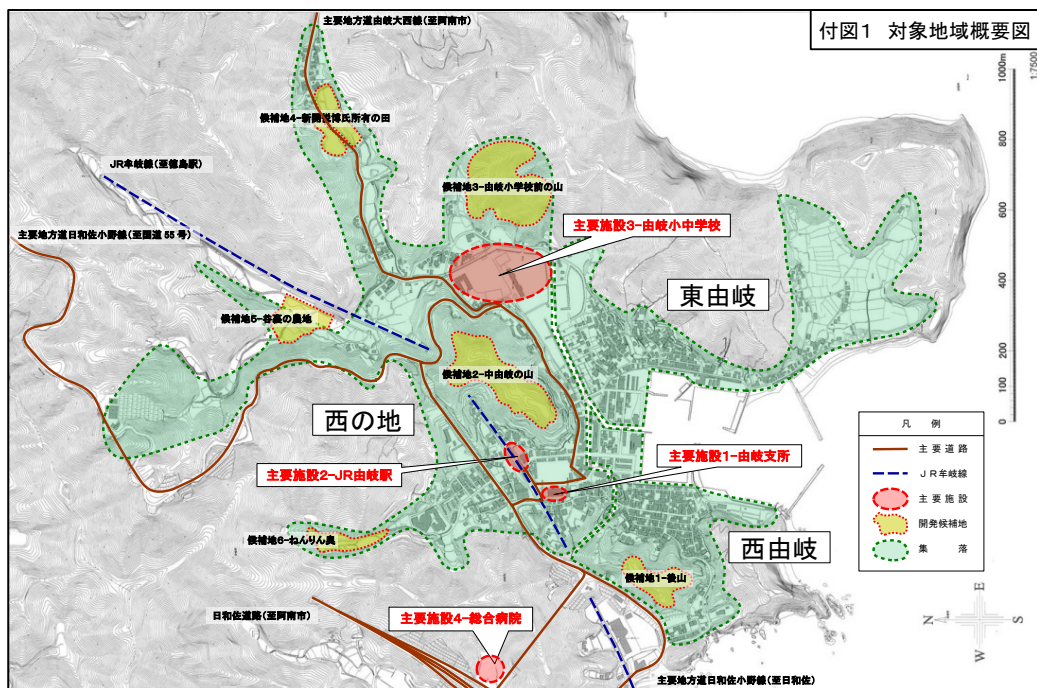 付図1 対象地域概要図
主要地方道由岐大西線(至阿南市)
1000m
1:7500
800
600
400
200
100
0
候補地4-新開悦博氏所有の田
JR牟岐線(至徳島駅)
候補地3-由岐小学校前の山
主要施設3-由岐小中学校
主要地方道日和佐小野線(至国道55号)
東由岐
候補地5-谷裏の農地
候補地2-中由岐の山
西の地
主要施設2-JR由岐駅
主要施設1-由岐支所
候補地6-ねんりん奥
西由岐
候補地1-後山
日和佐道路(至阿南市)
主要施設4-総合病院
主要地方道日和佐小野線(至日和佐)
凡 例
主要道路
JR牟岐線
主要施設
開発候補地
集 落
N
E
S
W